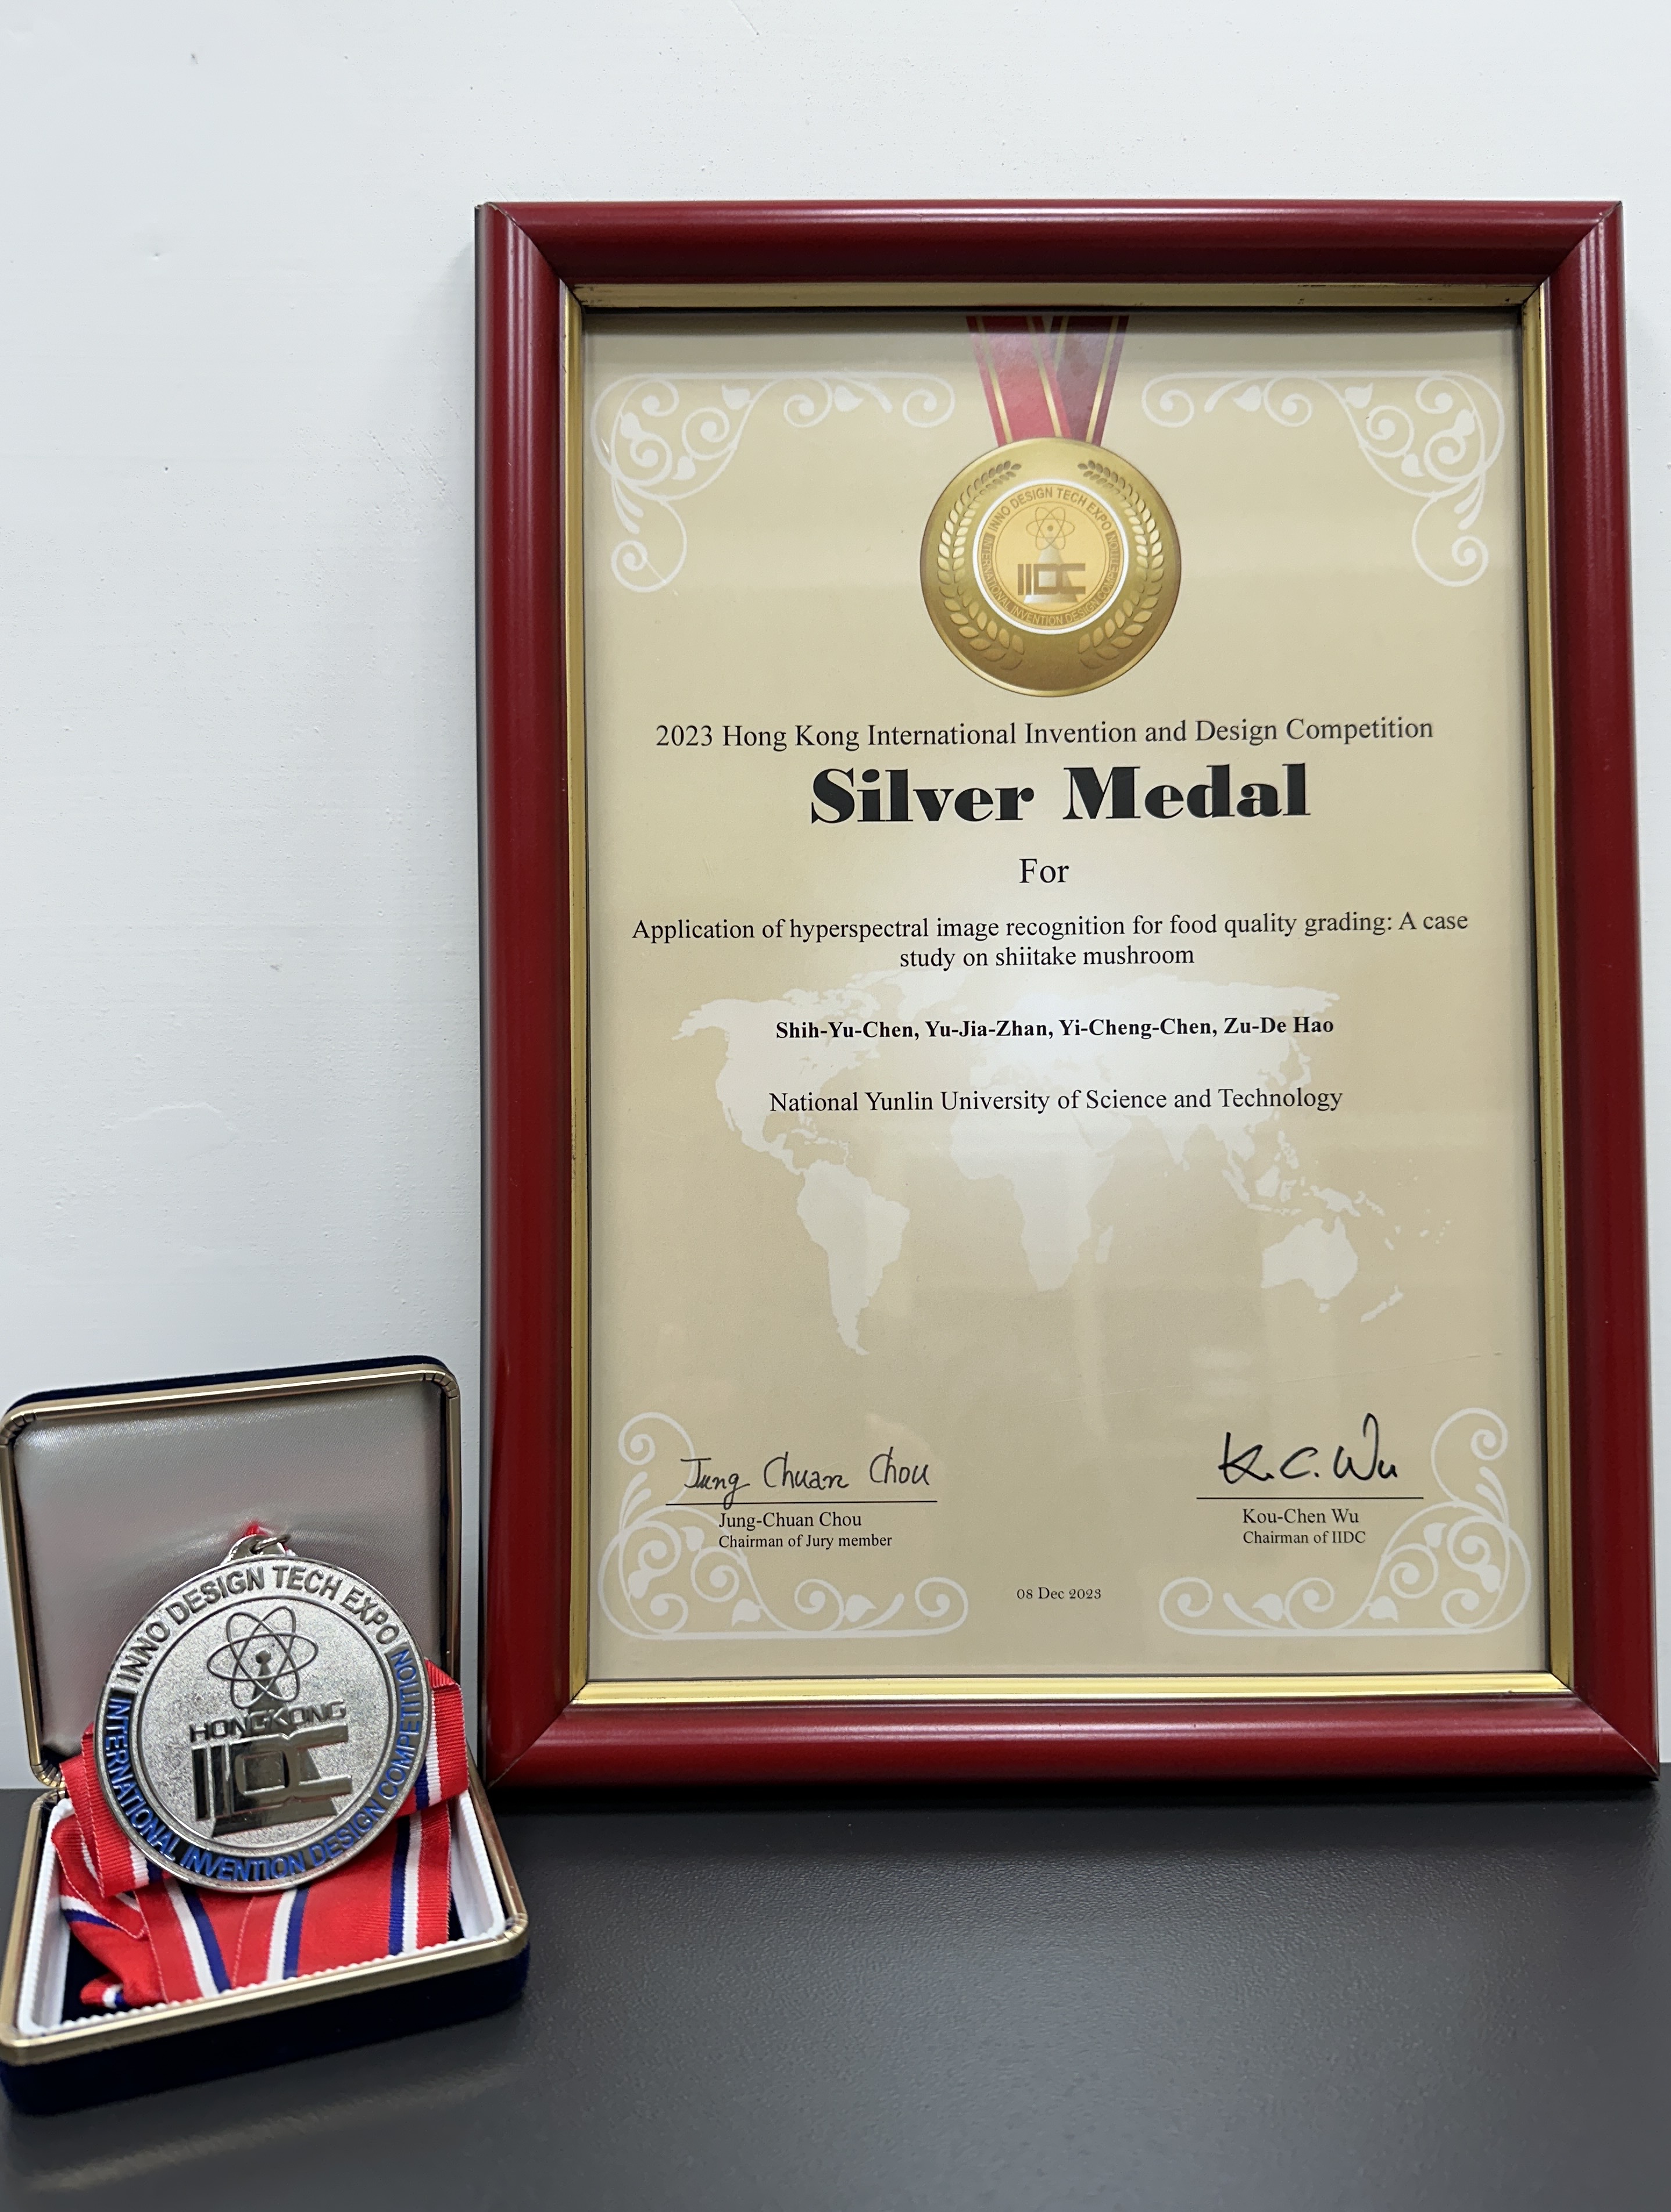 INNO DESIGN TECH EXPO
INTERNATIONAL INVENTION DESIGN COMPETITION
IIDC
2023 Hong Kong International Invention and Design Competition
Silver Medal
For
Application of hyperspectral image recognition for food quality grading: A case
study on shiitake mushroom
Shih-Yu-Chen, Yu-Jia-Zhan, Yi-Cheng-Chen, Zu-De Hao
National Yunlin University of Science and Technology
Jung Chuan Chou
Jung-Chuan Chou
Chairman of Jury member
K.C. Wu
Kou-Chen Wu
Chairman of IIDC
08 Dec 2023
INNO DESIGN TECH EXPO
HONGKONG
IIDC
INTERNATIONAL INVENTION DESIGN COMPETITION